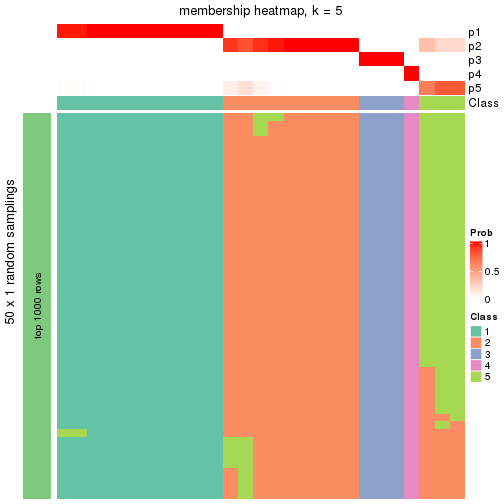 membership heatmap, k = 5
p1
p2
p3
p4
p5
Class
50 x 1 random samplings
top 1000 rows
Prob
1
0.5
0
Class
1
2
3
4
5